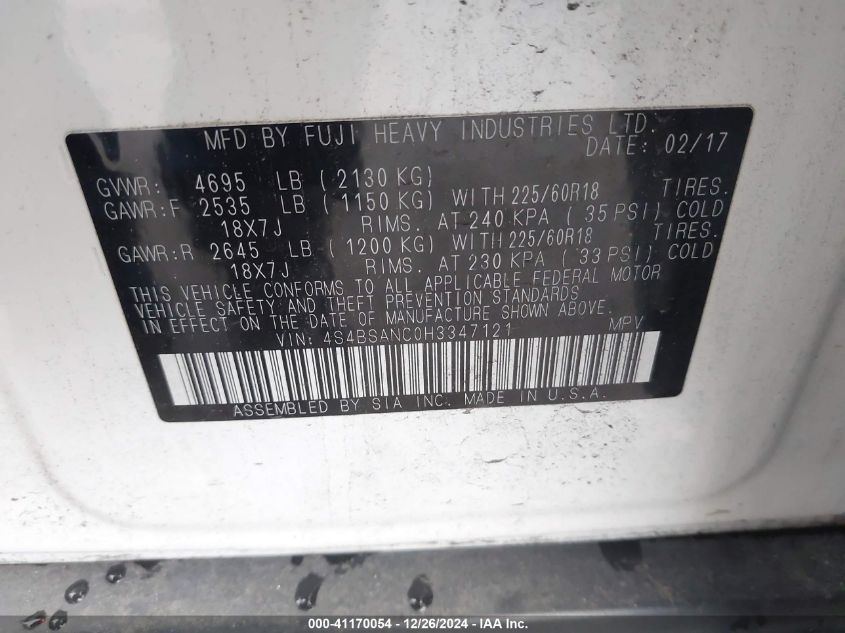 MFD BY FUJI HEAVY INDUSTRIES LTD.
DATE: 02/17
GVWR: 4695 LB (2130 KG)
GAWR:F 2535 LB (1150 KG) WITH 225/60R18 TIRES.
18X7J RIMS. AT 240 KPA (35 PSI) COLD
GAWR:R 2645 LB (1200 KG) WITH 225/60R18 TIRES.
18X7J RIMS. AT 230 KPA (33 PSI) COLD
THIS VEHICLE CONFORMS TO ALL APPLICABLE FEDERAL MOTOR
VEHICLE SAFETY AND THEFT PREVENTION STANDARDS
IN EFFECT ON THE DATE OF MANUFACTURE SHOWN ABOVE.
VIN: 4S4BSANC0H3347121 MPV
ASSEMBLED BY SIA INC. MADE IN U.S.A.
000-41170054 - 12/26/2024 - IAA Inc.